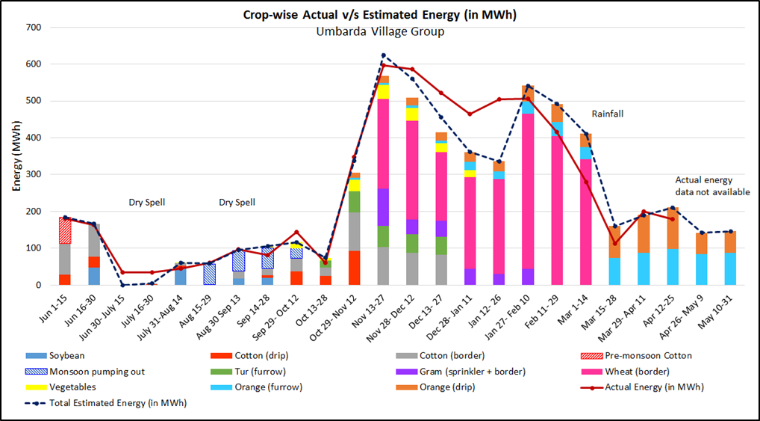 Crop-wise Actual v/s Estimated Energy (in MWh)
Umbarda Village Group
700
600
500
400
300
200
100
0
Energy (MWh)
Dry Spell
Dry Spell
Rainfall
Actual energy
data not available
Jun 1-15
Jun 16-30
Jun 30- July 15
July 16-30
July 31-Aug 14
Aug 15-29
Aug 30-Sep 13
Sep 14-28
Sep 29- Oct 12
Oct 13-28
Oct 29- Nov 12
Nov 13-27
Nov 28- Dec 12
Dec 13-27
Dec 28-Jan 11
Jan 12-26
Jan 27- Feb 10
Feb 11-29
Mar 1-14
Mar 15-28
Mar 29- Apr 11
Apr 12-25
Apr 26- May 9
May 10-31
Soybean
Cotton (drip)
Cotton (border)
Pre-monsoon Cotton
Monsoon pumping out
Tur (furrow)
Gram (sprinkler + border)
Wheat (border)
Vegetables
Orange (furrow)
Orange (drip)
Actual Energy (in MWh)
Total Estimated Energy (in MWh)